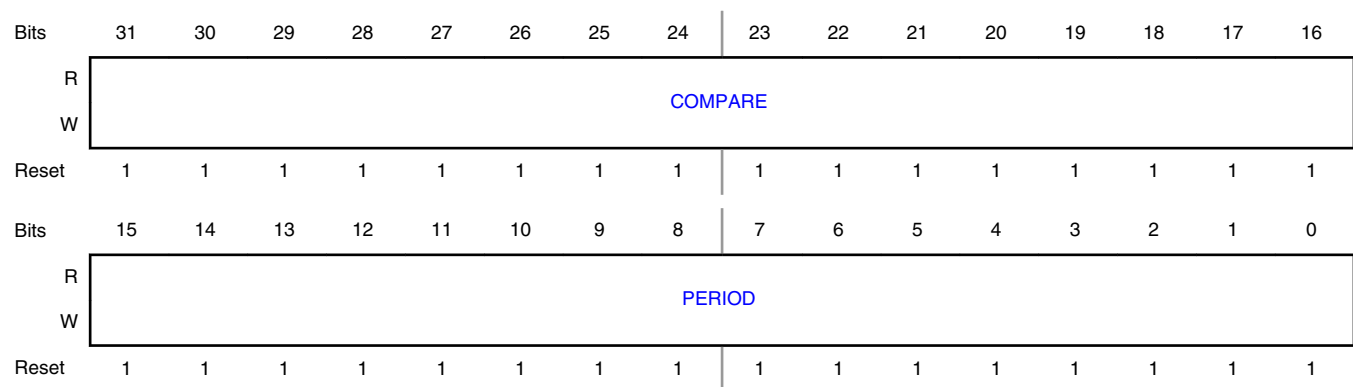 Bits 31 30 29 28 27 26 25 24 23 22 21 20 19 18 17 16
R
COMPARE
W
Reset 1 1 1 1 1 1 1 1 1 1 1 1 1 1 1 1
Bits 15 14 13 12 11 10 9 8 7 6 5 4 3 2 1 0
R
PERIOD
W
Reset 1 1 1 1 1 1 1 1 1 1 1 1 1 1 1 1